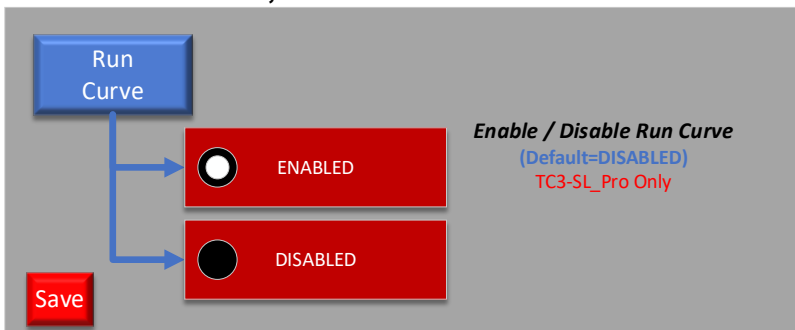 Run
Curve
ENABLED
Enable / Disable Run Curve
(Default=DISABLED)
TC3-SL_Pro Only
DISABLED
Save